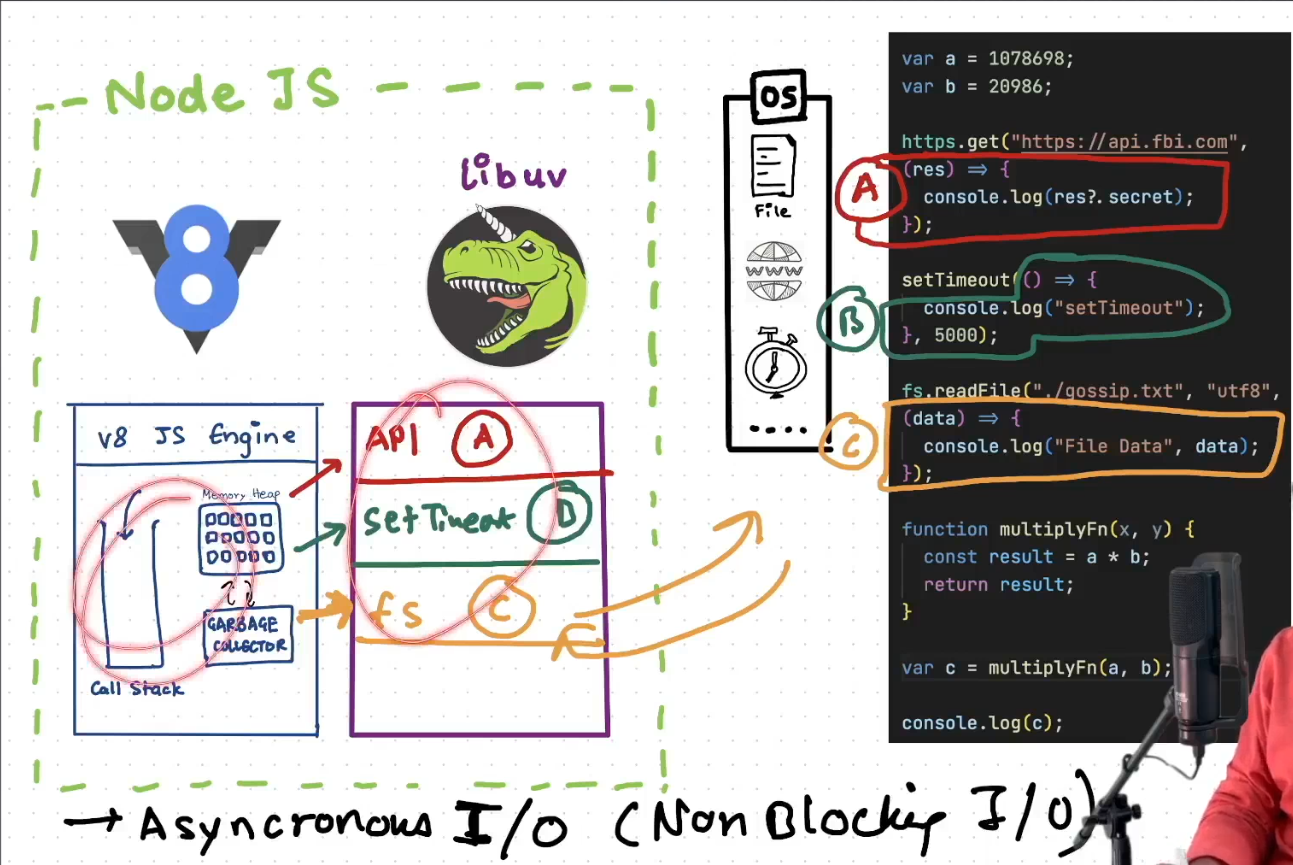 Node JS
libuv
V8
V8 JS Engine
Memory Heap
GARBAGE
COLLECTOR
Call Stack
API A
setTimeout B
fs C
OS
File
WWW
A
B
C
var a = 1078698;
var b = 20986;
https.get("https://api.fbi.com",
(res) ⇒ {
console.log(res?.secret);
});
setTimeout(() ⇒ {
console.log("setTimeout");
}, 5000);
fs.readFile("./gossip.txt", "utf8",
(data) ⇒ {
console.log("File Data", data);
});
function multiplyFn(x, y) {
const result = a * b;
return result;
}
var c = multiplyFn(a, b);
console.log(c);
→ Asyncronous I/O (Non Blocking I/O)